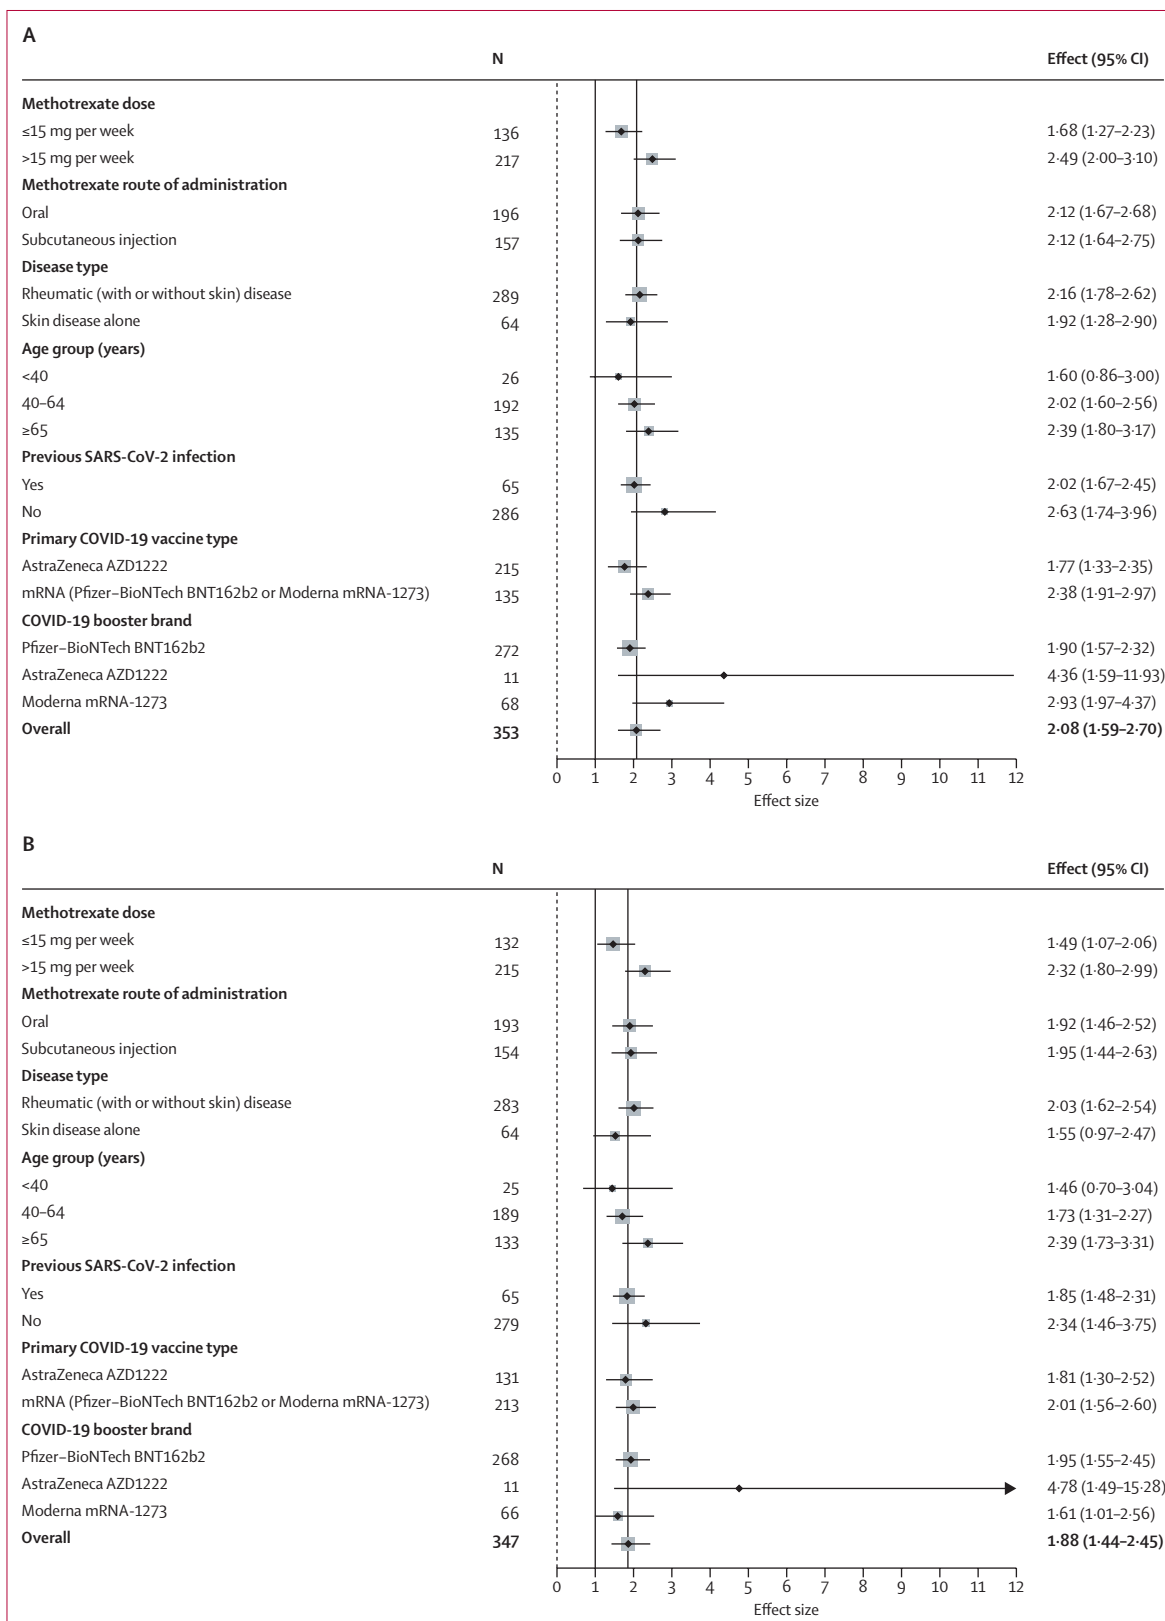 A
N Effect (95% CI)
Methotrexate dose
≤15 mg per week 136 1·68 (1·27–2·23)
>15 mg per week 217 2·49 (2·00–3·10)
Methotrexate route of administration
Oral 196 2·12 (1·67–2·68)
Subcutaneous injection 157 2·12 (1·64–2·75)
Disease type
Rheumatic (with or without skin) disease 289 2·16 (1·78–2·62)
Skin disease alone 64 1·92 (1·28–2·90)
Age group (years)
<40 26 1·60 (0·86–3·00)
40–64 192 2·02 (1·60–2·56)
≥65 135 2·39 (1·80–3·17)
Previous SARS-CoV-2 infection
Yes 65 2·02 (1·67–2·45)
No 286 2·63 (1·74–3·96)
Primary COVID-19 vaccine type
AstraZeneca AZD1222 215 1·77 (1·33–2·35)
mRNA (Pfizer–BioNTech BNT162b2 or Moderna mRNA-1273) 135 2·38 (1·91–2·97)
COVID-19 booster brand
Pfizer–BioNTech BNT162b2 272 1·90 (1·57–2·32)
AstraZeneca AZD1222 11 4·36 (1·59–11·93)
Moderna mRNA-1273 68 2·93 (1·97–4·37)
Overall 353 2·08 (1·59–2·70)
0 1 2 3 4 5 6 7 8 9 10 11 12
Effect size
B
N Effect (95% CI)
Methotrexate dose
≤15 mg per week 132 1·49 (1·07–2·06)
>15 mg per week 215 2·32 (1·80–2·99)
Methotrexate route of administration
Oral 193 1·92 (1·46–2·52)
Subcutaneous injection 154 1·95 (1·44–2·63)
Disease type
Rheumatic (with or without skin) disease 283 2·03 (1·62–2·54)
Skin disease alone 64 1·55 (0·97–2·47)
Age group (years)
<40 25 1·46 (0·70–3·04)
40–64 189 1·73 (1·31–2·27)
≥65 133 2·39 (1·73–3·31)
Previous SARS-CoV-2 infection
Yes 65 1·85 (1·48–2·31)
No 279 2·34 (1·46–3·75)
Primary COVID-19 vaccine type
AstraZeneca AZD1222 131 1·81 (1·30–2·52)
mRNA (Pfizer–BioNTech BNT162b2 or Moderna mRNA-1273) 213 2·01 (1·56–2·60)
COVID-19 booster brand
Pfizer–BioNTech BNT162b2 268 1·95 (1·55–2·45)
AstraZeneca AZD1222 11 4·78 (1·49–15·28)
Moderna mRNA-1273 66 1·61 (1·01–2·56)
Overall 347 1·88 (1·44–2·45)
0 1 2 3 4 5 6 7 8 9 10 11 12
Effect size